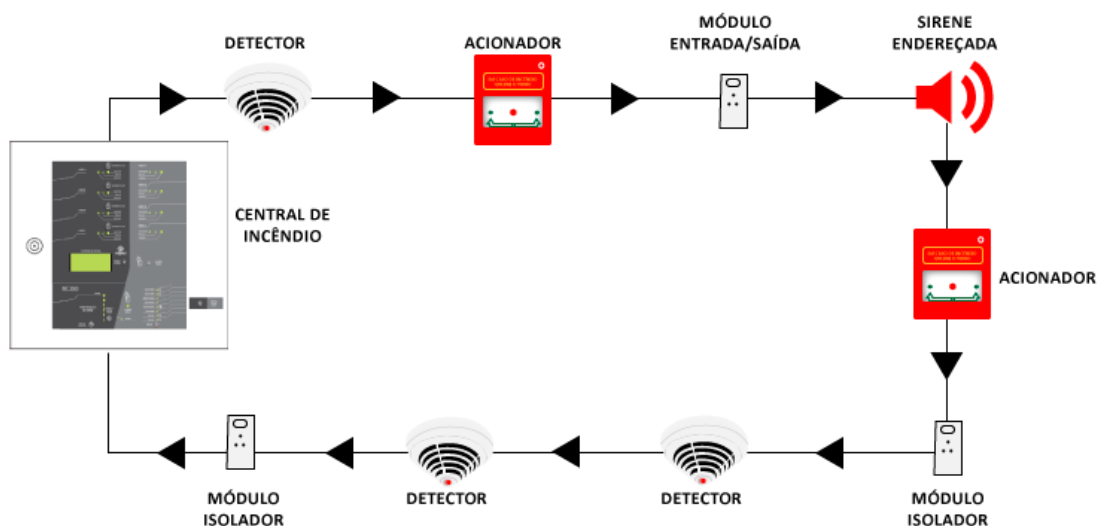 DETECTOR
ACIONADOR
MÓDULO
ENTRADA/SAÍDA
SIRENE
ENDEREÇADA
CENTRAL DE
INCÊNDIO
ACIONADOR
MÓDULO
ISOLADOR
DETECTOR
DETECTOR
MÓDULO
ISOLADOR